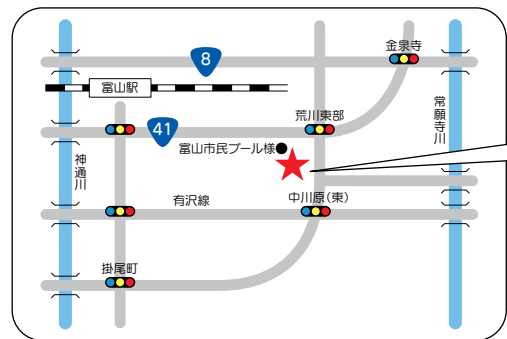 金泉寺
8
富山駅
常願寺川
荒川東部
41
富山市民プール様
神通川
有沢線
中川原(東)
掛尾町